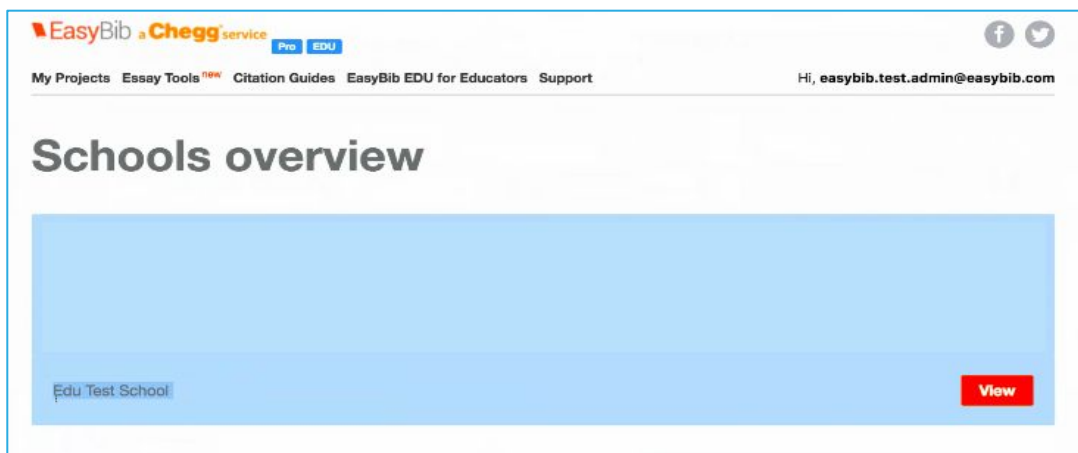 EasyBib a Chegg service Pro EDU
My Projects Essay Tools new Citation Guides EasyBib EDU for Educators Support Hi, easybib.test.admin@easybib.com
Schools overview
Edu Test School View